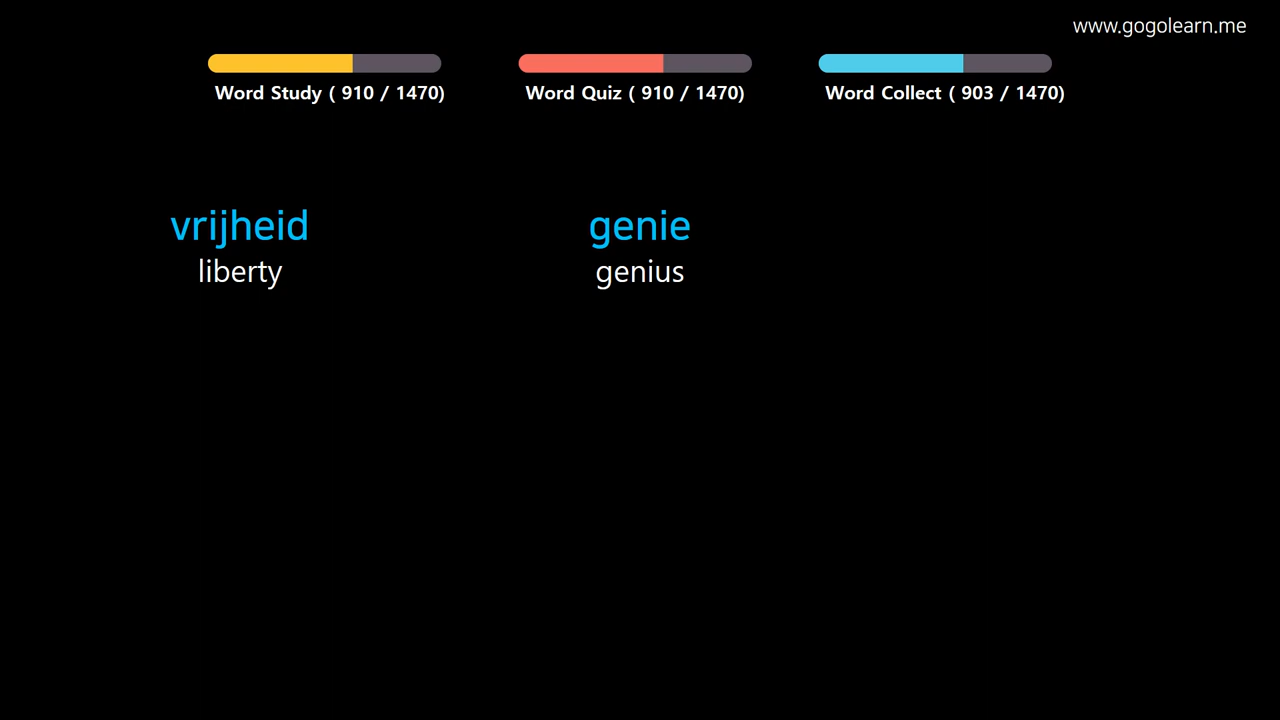 www.gogolearn.me
Word Study ( 910 / 1470)
Word Quiz ( 910 / 1470)
Word Collect ( 903 / 1470)
vrijheid
liberty
genie
genius